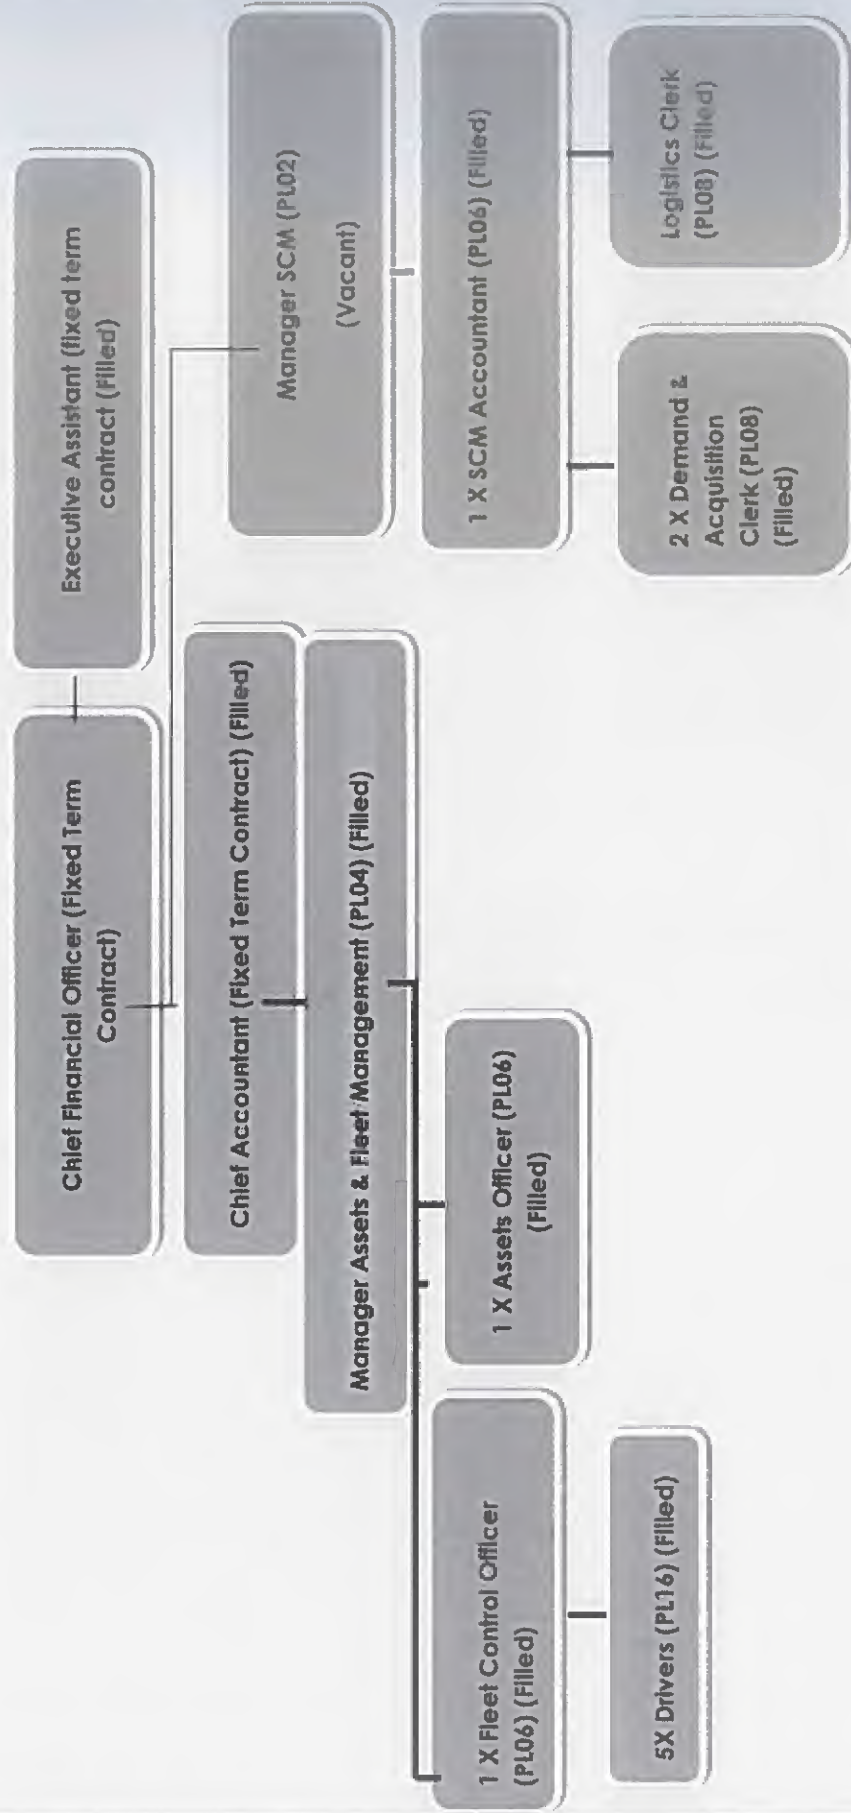 Chief Financial Officer (Fixed Term
Contract)
Executive Assistant (fixed term
contract (Filled)
Chief Accountant (Fixed Term Contract) (Filled)
Manager SCM (PL02)
(Vacant)
Manager Assets & Fleet Management (PL04) (Filled)
1 X SCM Accountant (PL06) (Filled)
1 X Fleet Control Officer
(PL06) (Filled)
1 X Assets Officer (PL06)
(Filled)
5X Drivers (PL16) (Filled)
2 X Demand &
Acquisition
Clerk (PL08)
(Filled)
Logistics Clerk
(PL08) (Filled)